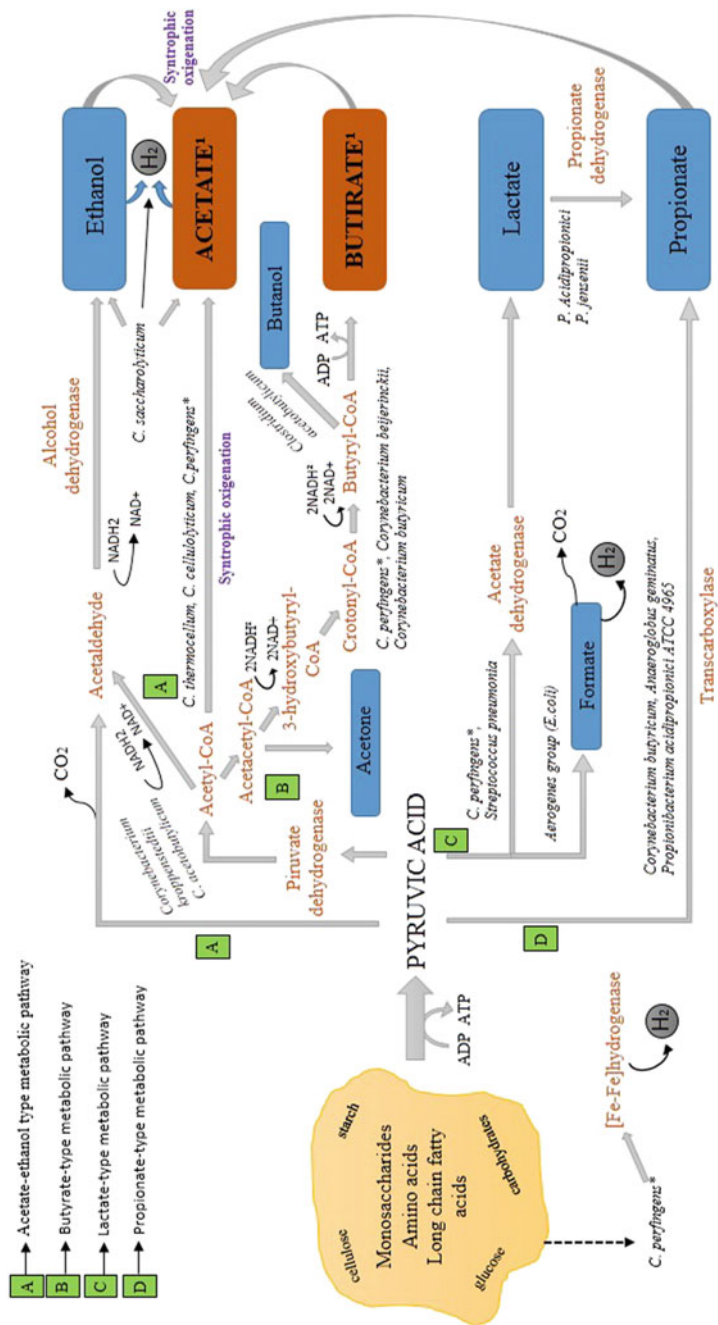 A Acetate-ethanol type metabolic pathway
B Butyrate-type metabolic pathway
C Lactate-type metabolic pathway
D Propionate-type metabolic pathway
cellulose
starch
Monosaccharides
Amino acids
Long chain fatty
acids
glucose
carbohydrates
C. perfingens*
[Fe-Fe]hydrogenase
H2
ADP ATP
PYRUVIC ACID
A
CO2
Corynebacterium
kroppenstedtii
C. acetobutylicum
NADH2 NAD+
A
Acetaldehyde
NADH2
NAD+
Alcohol
dehydrogenase
Ethanol
Syntrophic
oxigenation
H2
C. saccharolyticum
Piruvate
dehydrogenase
Acetyl-CoA
C. thermocellum, C. cellulolyticum, C.perfingens*
Syntrophic oxigenation
ACETATE¹
B
Acetacetyl-CoA
2NADH²
2NAD+
3-hydroxybutyryl-
CoA
Crotonyl-CoA
2NADH²
2NAD+
Butyryl-CoA
Clostridium
acetobutylicum
Butanol
ADP ATP
BUTIRATE¹
Acetone
C. perfingens*, Corynebacterium beijerinckii,
Corynebacterium butyricum
C
C. perfingens*,
Streptococcus pneumonia
Acetate
dehydrogenase
Lactate
Aerogenes group (E.coli)
Formate
CO2
H2
P. Acidipropionici
P. jensenii
Propionate
dehydrogenase
D
Corynebacterium butyricum, Anaeroglobus geminatus,
Propionibacterium acidipropionici ATCC 4965
Transcarboxylase
Propionate